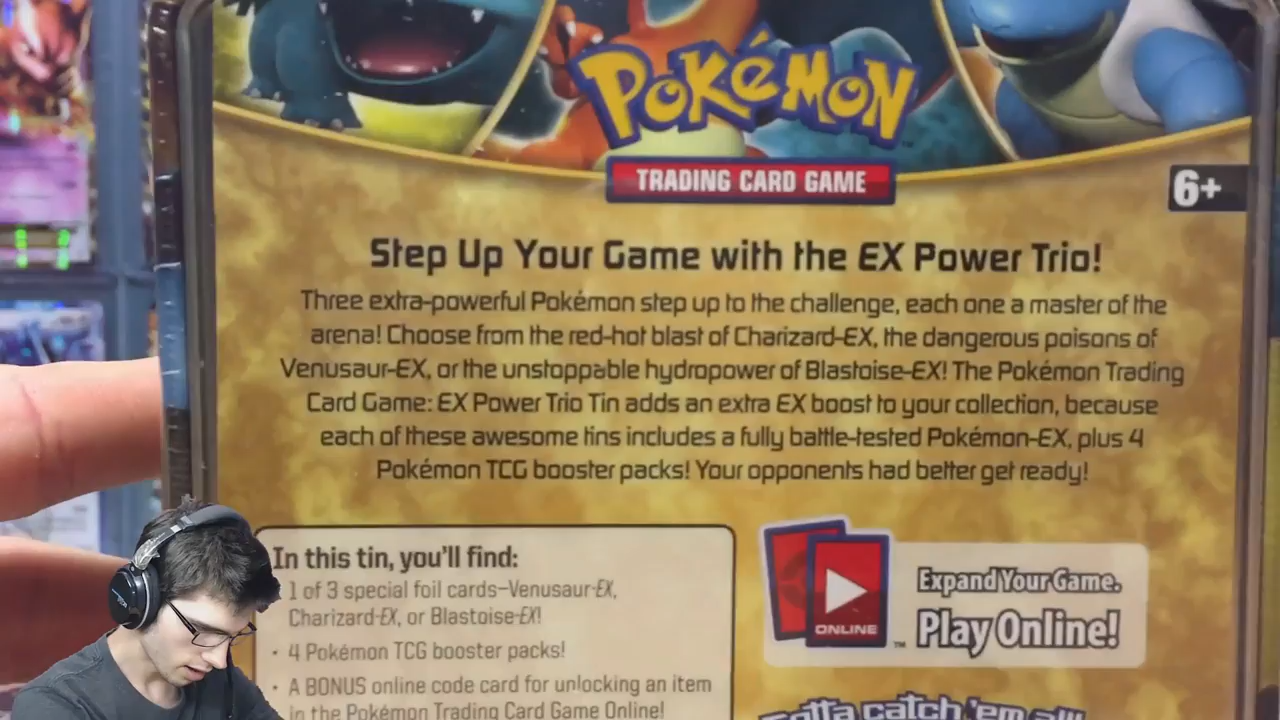 POKéMON
TRADING CARD GAME
6+
Step Up Your Game with the EX Power Trio!
Three extra-powerful Pokémon step up to the challenge, each one a master of the
arena! Choose from the red-hot blast of Charizard-EX, the dangerous poisons of
Venusaur-EX, or the unstoppable hydropower of Blastoise-EX! The Pokémon Trading
Card Game: EX Power Trio Tin adds an extra EX boost to your collection, because
each of these awesome tins includes a fully battle-tested Pokémon-EX, plus 4
Pokémon TCG booster packs! Your opponents had better get ready!
In this tin, you'll find:
1 of 3 special foil cards–Venusaur-EX,
Charizard-EX, or Blastoise-EX!
• 4 Pokémon TCG booster packs!
• A BONUS online code card for unlocking an item
in the Pokémon Trading Card Game Online!
ONLINE
™
Expand Your Game.
Play Online!
Gotta catch 'em all!